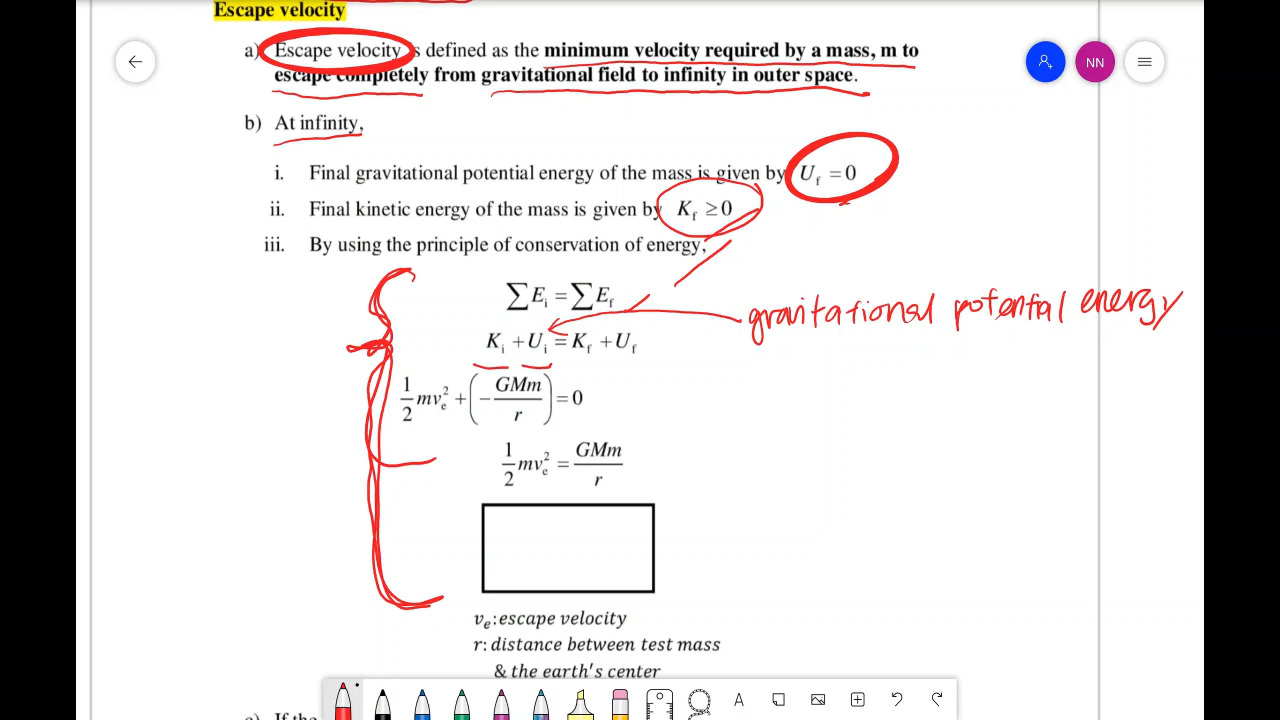 Escape velocity
a) Escape velocity is defined as the minimum velocity required by a mass, m to
escape completely from gravitational field to infinity in outer space.
NN
b) At infinity,
i. Final gravitational potential energy of the mass is given by U_f = 0
ii. Final kinetic energy of the mass is given by K_f ≥ 0
iii. By using the principle of conservation of energy,
∑E_i = ∑E_f
gravitational potential energy
K_i + U_i = K_f + U_f
1/2 mv_e^2 + (− GMm/r) = 0
1/2 mv_e^2 = GMm/r
v_e: escape velocity
r: distance between test mass
& the earth's center
A
c) If the